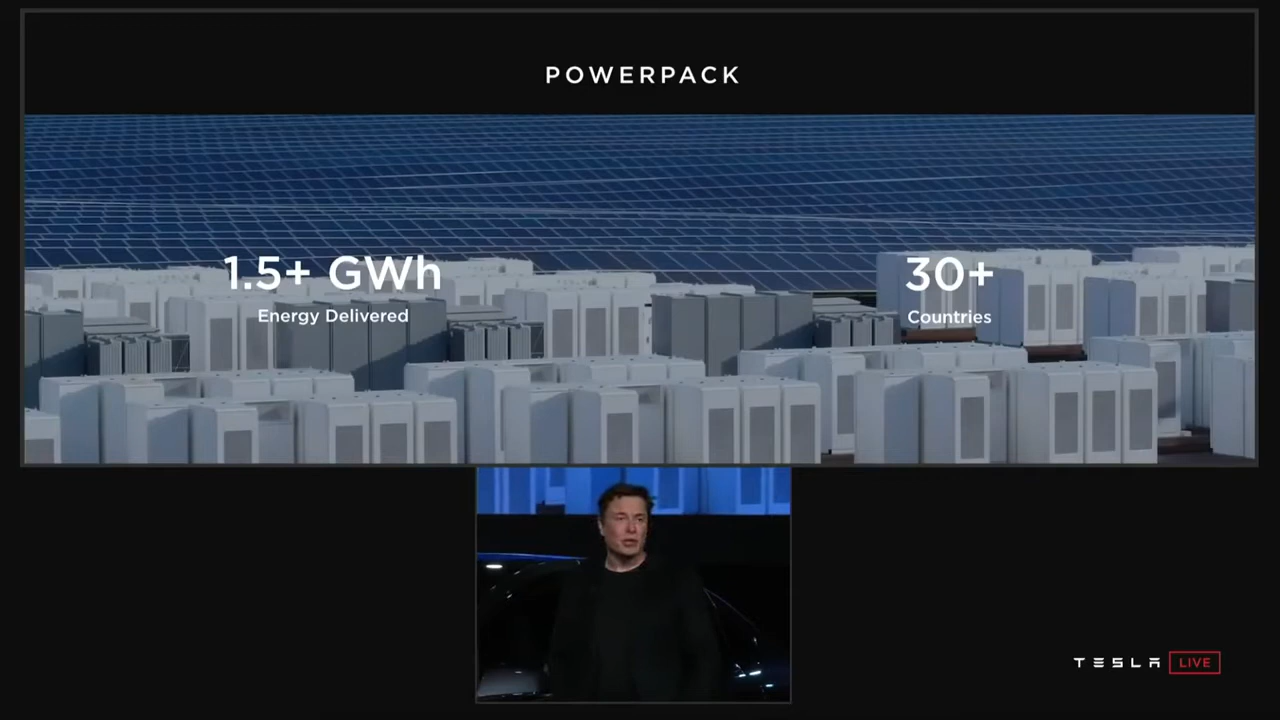 POWERPACK
1.5+ GWh
Energy Delivered
30+
Countries
TESLA LIVE